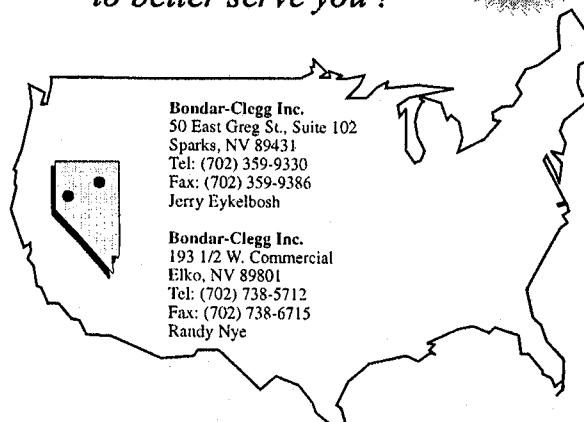 to better serve you !
Bondar-Clegg Inc.
50 East Greg St., Suite 102
Sparks, NV 89431
Tel: (702) 359-9330
Fax: (702) 359-9386
Jerry Eykelbosh
Bondar-Clegg Inc.
193 1/2 W. Commercial
Elko, NV 89801
Tel: (702) 738-5712
Fax: (702) 738-6715
Randy Nye